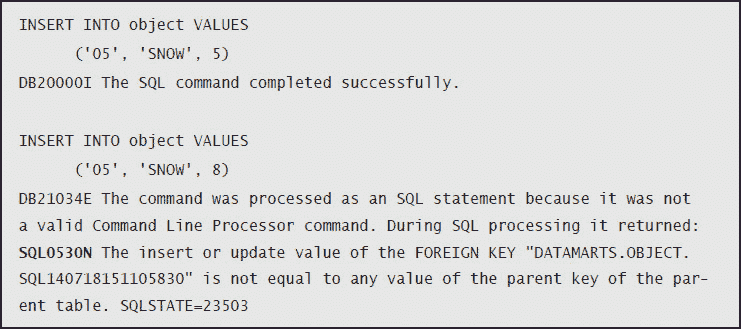 INSERT INTO object VALUES
('O5', 'SNOW', 5)
DB20000I The SQL command completed successfully.
INSERT INTO object VALUES
('O5', 'SNOW', 8)
DB21034E The command was processed as an SQL statement because it was not
a valid Command Line Processor command. During SQL processing it returned:
SQL0530N The insert or update value of the FOREIGN KEY "DATAMARTS.OBJECT.
SQL140718151105830" is not equal to any value of the parent key of the par-
ent table. SQLSTATE=23503